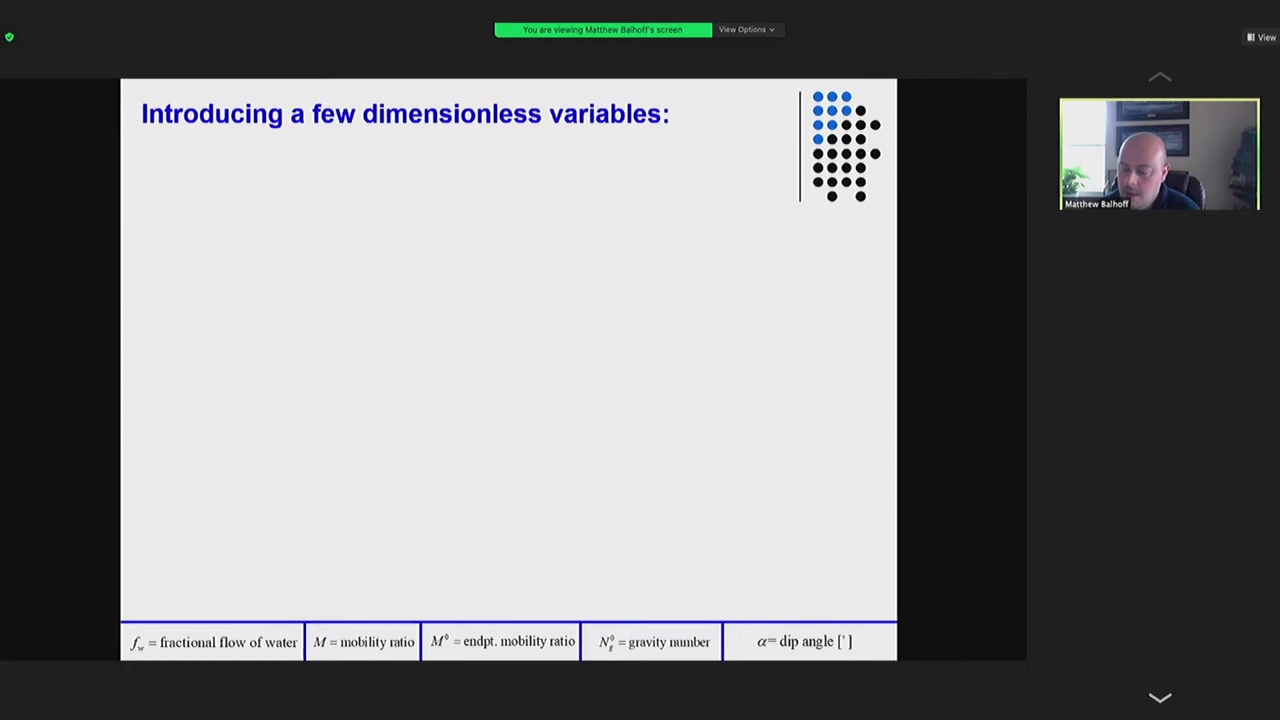 You are viewing Matthew Balhoff's screen View Options
View
Introducing a few dimensionless variables:
Matthew Balhoff
f_w = fractional flow of water
M = mobility ratio
M⁰ = endpt. mobility ratio
N_g⁰ = gravity number
α= dip angle [']